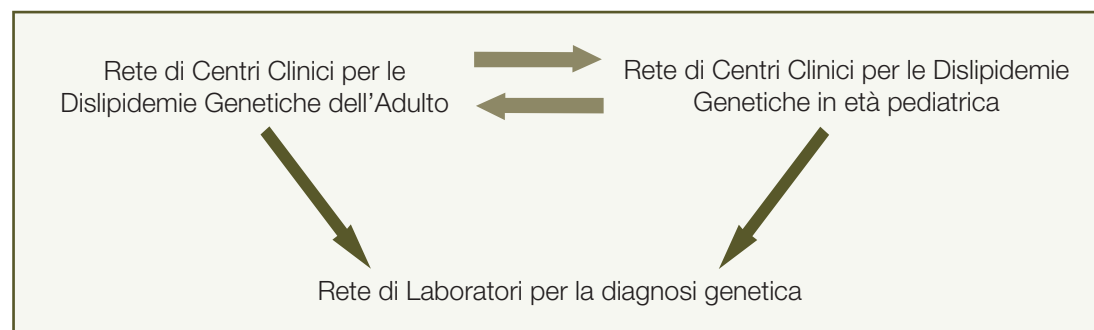 Rete di Centri Clinici per le
Dislipidemie Genetiche dell'Adulto
Rete di Centri Clinici per le Dislipidemie
Genetiche in età pediatrica
Rete di Laboratori per la diagnosi genetica